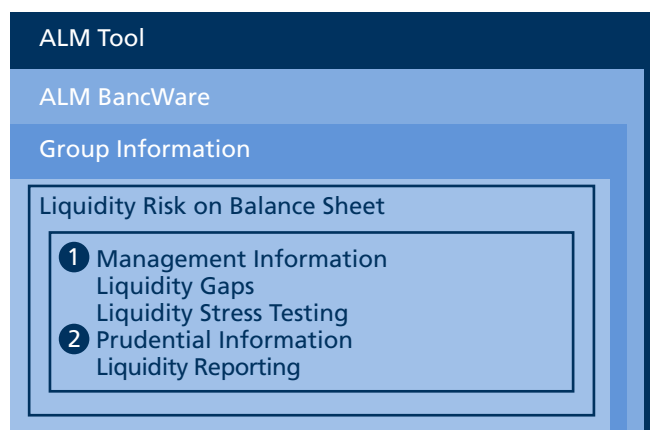 ALM Tool
ALM BancWare
Group Information
Liquidity Risk on Balance Sheet
1 Management Information
Liquidity Gaps
Liquidity Stress Testing
2 Prudential Information
Liquidity Reporting